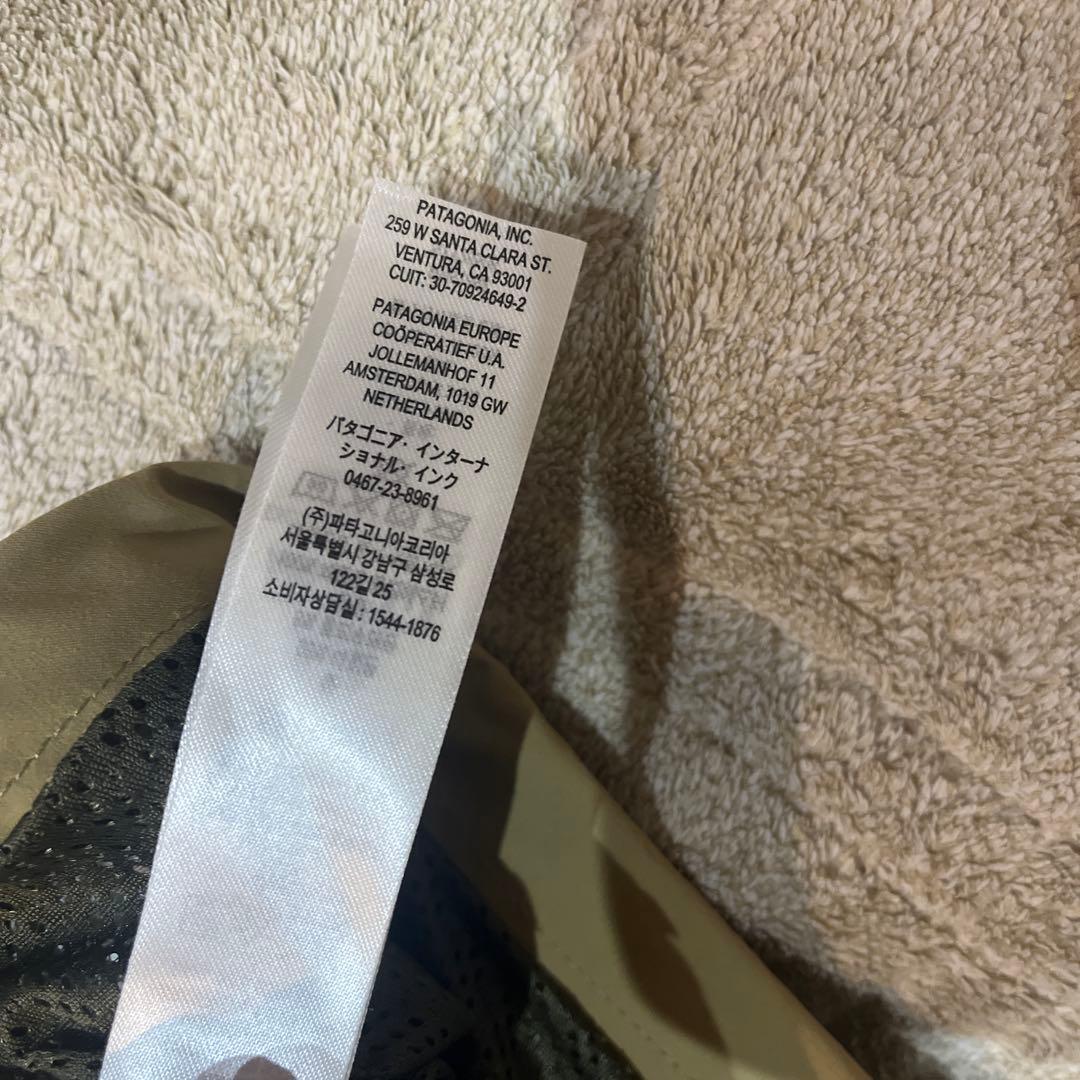 PATAGONIA, INC.
259 W SANTA CLARA ST.
VENTURA, CA 93001
CUIT: 30-70924649-2
PATAGONIA EUROPE
COÖPERATIEF U.A.
JOLLEMANHOF 11
AMSTERDAM, 1019 GW
NETHERLANDS
パタゴニア・インターナ
ショナル・インク
0467-23-8961
(주)파타고니아코리아
서울특별시 강남구 삼성로
122길 25
소비자상담실 : 1544-1876